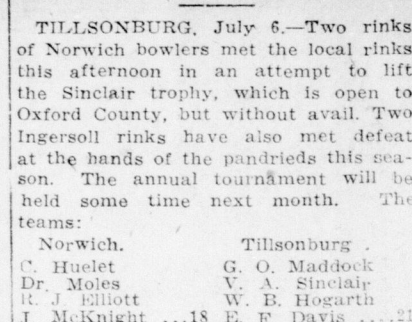 TILLSONBURG, July 6.—Two rinks
of Norwich bowlers met the local rinks
this afternoon in an attempt to lift
the Sinclair trophy, which is open to
Oxford County, but without avail. Two
Ingersoll rinks have also met defeat
at the hands of the pandrieds this sea-
son. The annual tournament will be
held some time next month. The
teams:
Norwich. Tillsonburg .
C. Huelet G. O. Maddock
Dr. Moles V. A. Sinclair
R. J. Elliott W. B. Hogarth
J. McKnight ...18 E. F. Davis ....21